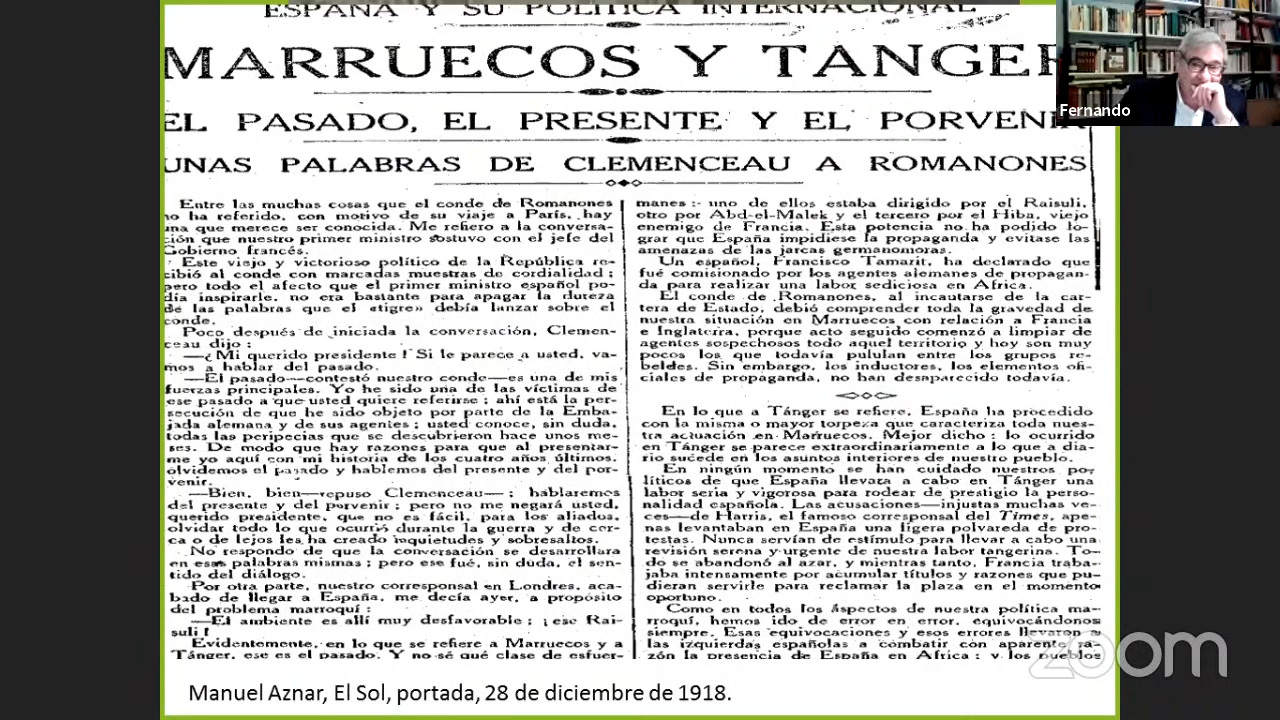 ESPAÑA Y SU POLITICA INTERNACIONAL
MARRUECOS Y TANGER
EL PASADO, EL PRESENTE Y EL PORVENIR
UNAS PALABRAS DE CLEMENCEAU A ROMANONES
Entre las muchas cosas que el conde de Romanones
no ha referido, con motivo de su viaje a París, hay
una que merece ser conocida. Me refiero a la conversa-
ción que nuestro primer ministro sostuvo con el jefe del
Gobierno francés.
Este viejo y victorioso político de la República re-
cibió al conde con marcadas muestras de cordialidad;
pero todo el afecto que el primer ministro español po-
día inspirarle, no era bastante para apagar la dureza
de las palabras que el «tigre» debía lanzar sobre el
conde.
Poco después de iniciada la conversación, Clemen-
ceau dijo:
—¿Mi querido presidente! Si le parece a usted, va-
mos a hablar del pasado.
—El pasado—contestó nuestro conde—es una de mis
fuerzas principales. Yo he sido una de las víctimas de
ese pasado a que usted quiere referirse; ahí está la per-
secución de que he sido objeto por parte de la Emba-
jada alemana y de sus agentes; usted conoce, sin duda,
todas las peripecias que se descubrieron hace unos me-
ses. De modo que hay razones para que al presentar-
me yo aquí con mi historia de los cuatro años últimos,
olvidemos el pasado y hablemos del presente y del por-
venir.
—Bien, bien—repuso Clemenceau—; hablaremos
del presente y del purvenir; pero no me negará usted,
querido presidente, que no es fácil, para los aliados,
olvidar todo lo que ocurrió durante la guerra y de cer-
ca o de lejos les ha creado inquietudes y sobresaltos.
No respondo de que la conversación se desarrollara
en esas palabras mismas; pero ese fué, sin duda, el sen-
tido del diálogo.
Por otra parte, nuestro corresponsal en Londres, aca-
bado de llegar a España, me decía ayer, a propósito
del problema marroquí:
—El ambiente es allí muy desfavorable; ¡ese Rai-
suli!
Evidentemente, en lo que se refiere a Marruecos y a
Tánger, ese es el pasado. Y no sé qué clase de esfuer-
manes: uno de ellos estaba dirigido por el Raisuli,
otro por Abd-el-Malek y el tercero por el Hiba, viejo
enemigo de Francia. Esta potencia no ha podido lo-
grar que España impidiese la propaganda y evitase las
amenazas de las jarcas germanomoras.
Un español, Francisco Tamarit, ha declarado que
fué comisionado por los agentes alemanes de propagan-
da para realizar una labor sediciosa en Africa.
El conde de Romanones, al incautarse de la car-
tera de Estado, debió comprender toda la gravedad de
nuestra situación en Marruecos con relación a Francia
e Inglaterra, porque acto seguido comenzó a limpiar de
agentes sospechosos todo aquel territorio y hoy son muy
pocos los que todavía pululan entre los grupos re-
beldes. Sin embargo, los inductores, los elementos ofi-
ciales de propaganda, no han desaparecido todavía.
En lo que a Tánger se refiere, España ha procedido
con la misma o mayor torpeza que caracteriza toda nues-
tra actuación en Marruecos. Mejor dicho: lo ocurrido
en Tánger se parece extraordinariamente a lo que a dia-
rio sucede en los asuntos interiores de nuestro pueblo.
En ningún momento se han cuidado nuestros po-
líticos de que España llevara a cabo en Tánger una
labor seria y vigorosa para rodear de prestigio la perso-
nalidad española. Las acusaciones—injustas muchas ve-
ces—de Harris, el famoso corresponsal del Times, ape-
nas levantaban en España una ligera polvareda de pro-
testas. Nunca servían de estímulo para llevar a cabo una
revisión serena y urgente de nuestra labor tangerina. To-
do se abandonó al azar, y mientras tanto, Francia traba-
jaba intensamente por acumular títulos y razones que pu-
dieran servirle para reclamar la plaza en el momento
oportuno.
Como en todos los aspectos de nuestra política ma-
rroquí, hemos ido de error en error, equivocándonos
siempre. Esas equivocaciones y esos errores llevaron a
las izquierdas españolas a combatir con aparente ra-
zón la presencia de España en Africa; y los pueblos
Manuel Aznar, El Sol, portada, 28 de diciembre de 1918.
Fernando
zoom